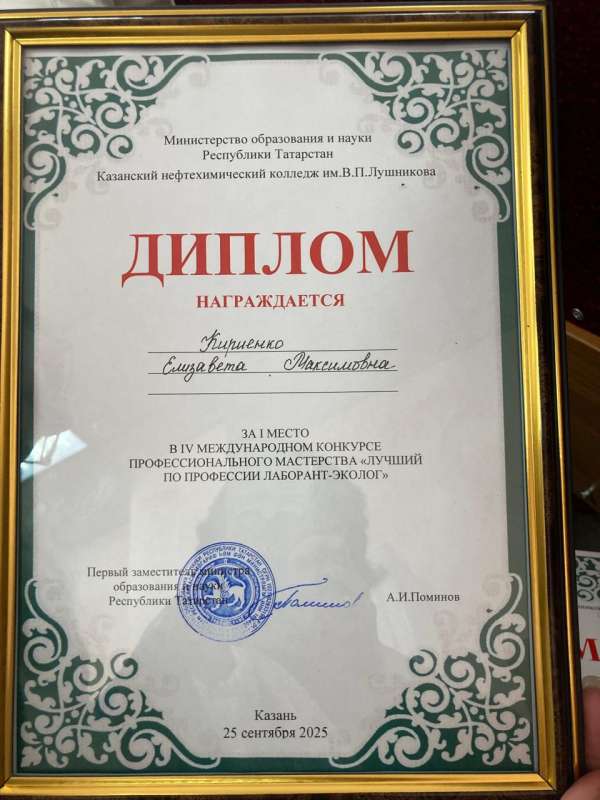 Министерство образования и науки
Республики Татарстан
Казанский нефтехимический колледж им.В.П.Лушникова
ДИПЛОМ
НАГРАЖДАЕТСЯ
Кириенко
Елизавета Максимовна
ЗА I МЕСТО
В IV МЕЖДУНАРОДНОМ КОНКУРСЕ
ПРОФЕССИОНАЛЬНОГО МАСТЕРСТВА «ЛУЧШИЙ
ПО ПРОФЕССИИ ЛАБОРАНТ-ЭКОЛОГ»
Первый заместитель министра
образования и науки
Республики Татарстан
А.И.Поминов
Казань
25 сентября 2025